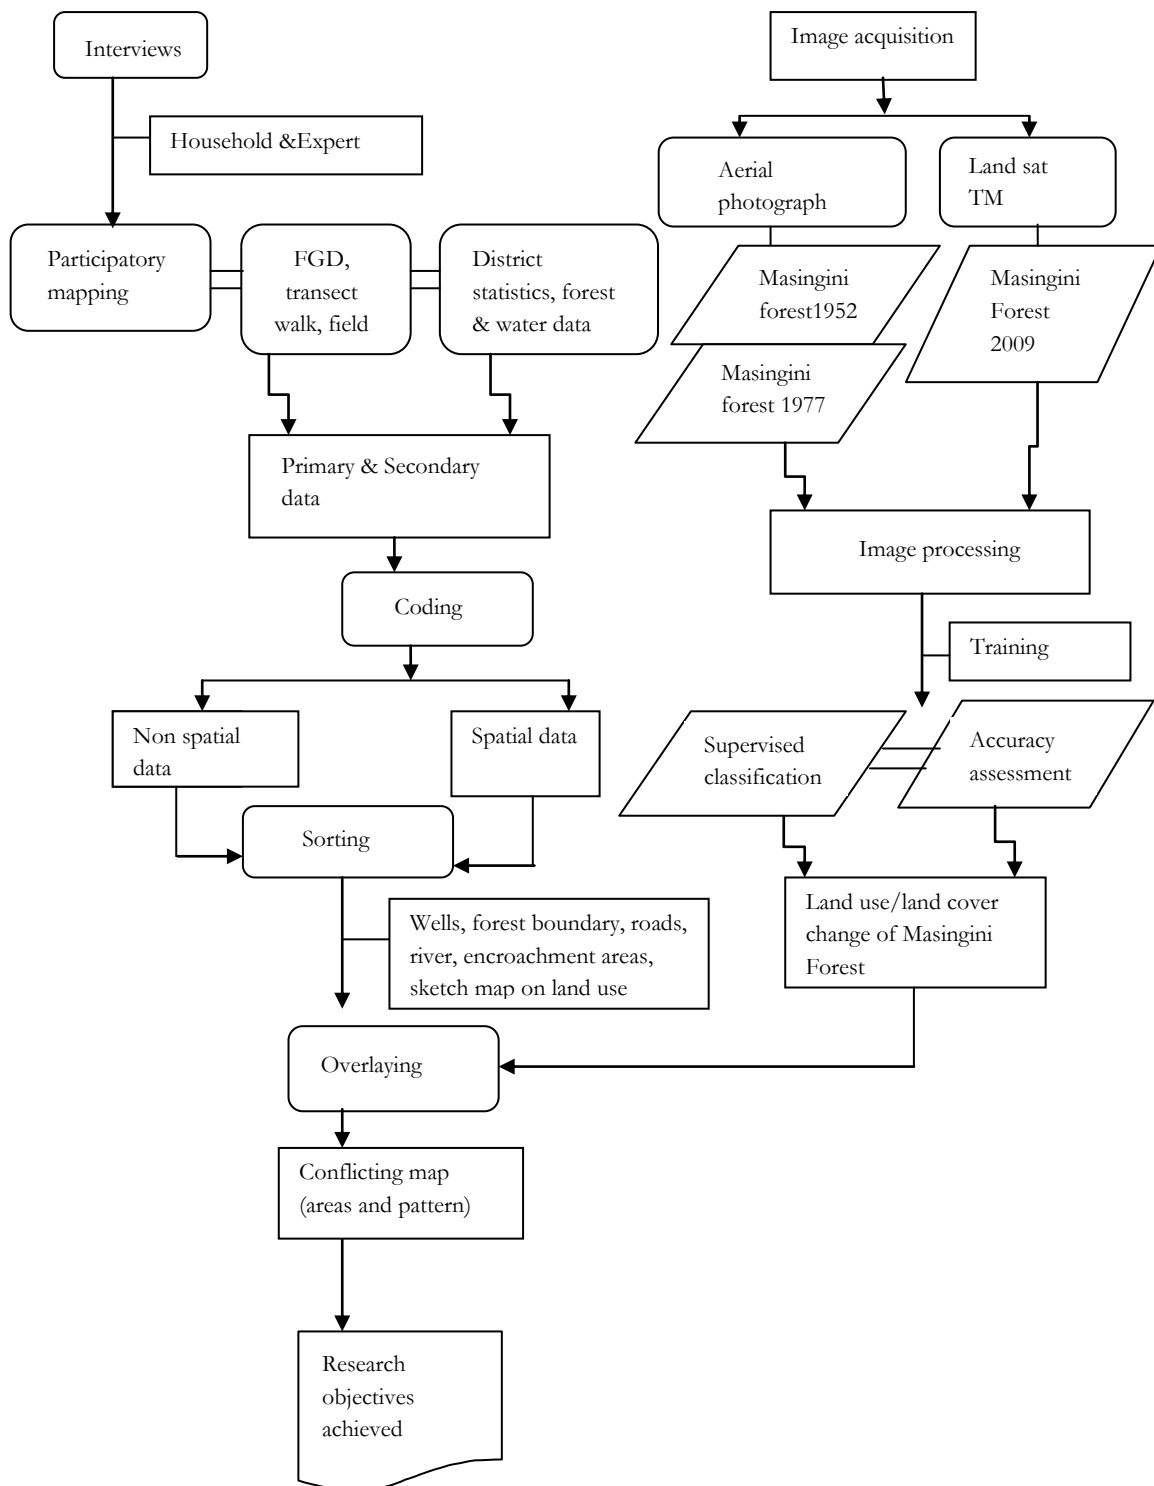 Interviews
Household &Expert
Participatory
mapping
FGD,
transect
walk, field
District
statistics, forest
& water data
Primary & Secondary
data
Coding
Non spatial
data
Spatial data
Sorting
Wells, forest boundary, roads,
river, encroachment areas,
sketch map on land use
Overlaying
Conflicting map
(areas and pattern)
Research
objectives
achieved
Image acquisition
Aerial
photograph
Land sat
TM
Masingini
forest1952
Masingini
forest 1977
Masingini
Forest
2009
Image processing
Training
Supervised
classification
Accuracy
assessment
Land use/land cover
change of Masingini
Forest